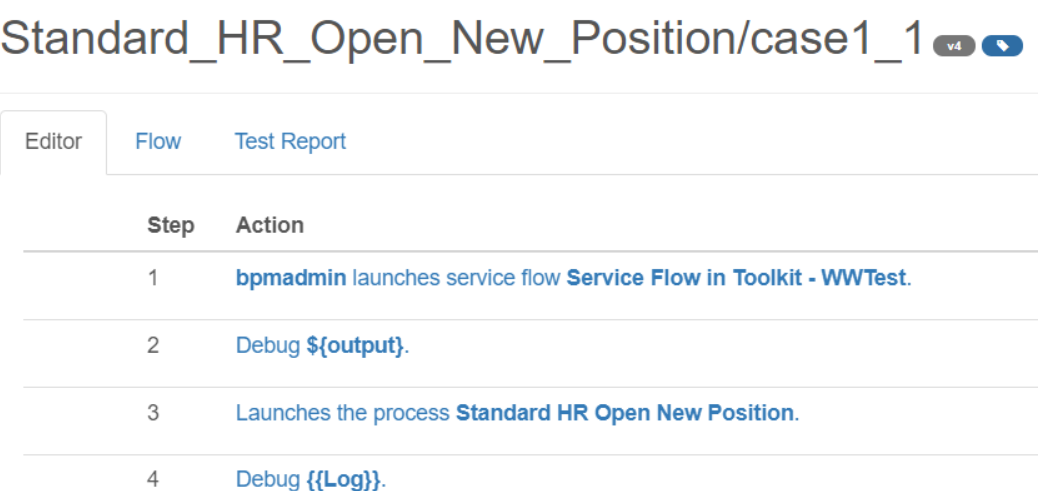 Standard_HR_Open_New_Position/case1_1 v4
Editor Flow Test Report
Step Action
1 bpmadmin launches service flow Service Flow in Toolkit - WWTest.
2 Debug ${output}.
3 Launches the process Standard HR Open New Position.
4 Debug {{Log}}.